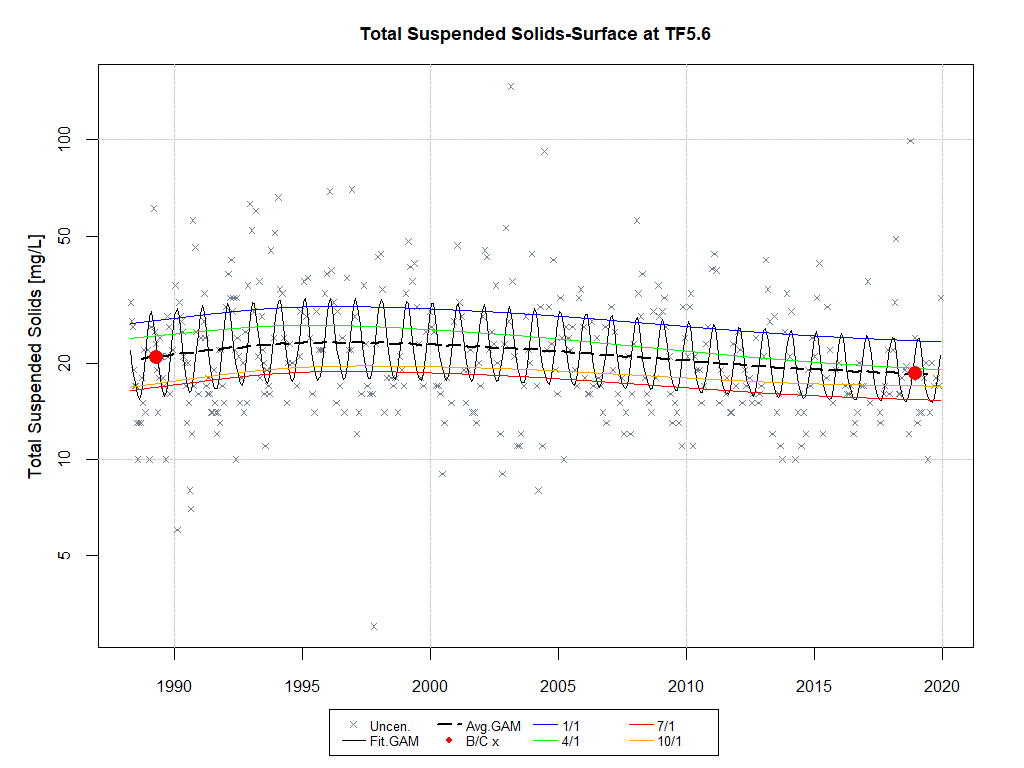 Total Suspended Solids-Surface at TF5.6
Total Suspended Solids [mg/L]
100
50
20
10
5
1990 1995 2000 2005 2010 2015 2020
Uncen. Avg.GAM 1/1 7/1
Fit.GAM B/C x 4/1 10/1